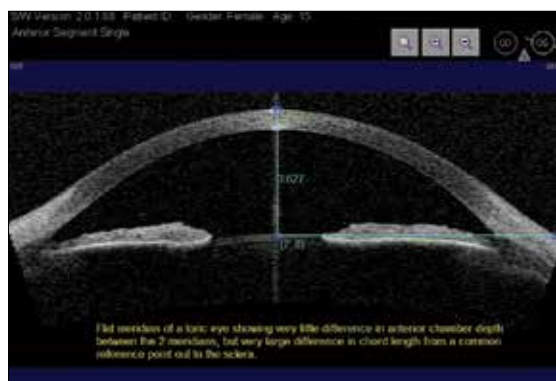 S/W Version 2.0.1.88 Patient ID: Gender: Female Age: 15
Anterior Segment Single
OD OS
3.627
Flat meridian of a toric eye showing very little difference in anterior chamber depth
between the 2 meridians, but very large difference in chord length from a common
reference point out to the sclera.